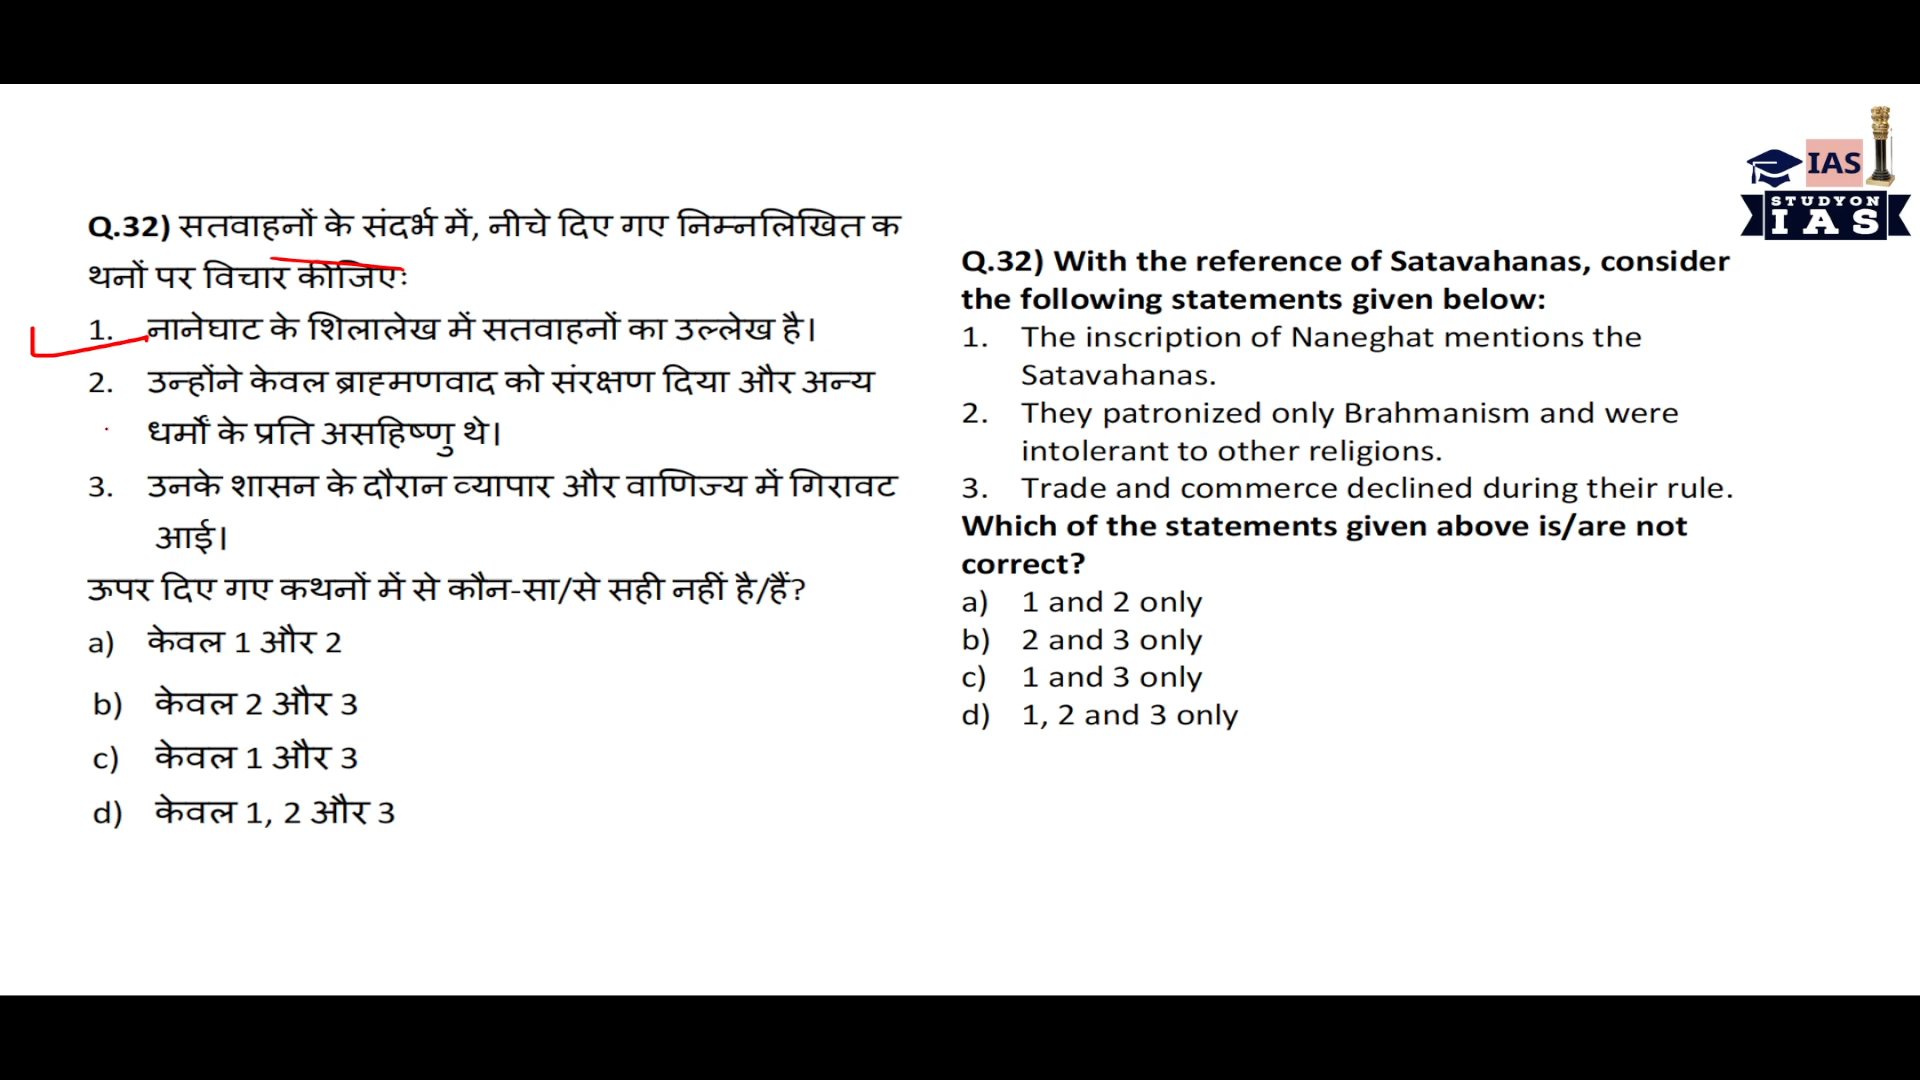 IAS
STUDYON
IAS
Q.32) सतवाहनों के संदर्भ में, नीचे दिए गए निम्नलिखित क
थनों पर विचार कीजिएः
1. नानेघाट के शिलालेख में सतवाहनों का उल्लेख है।
2. उन्होंने केवल ब्राह्मणवाद को संरक्षण दिया और अन्य
धर्मों के प्रति असहिष्णु थे।
3. उनके शासन के दौरान व्यापार और वाणिज्य में गिरावट
आई।
ऊपर दिए गए कथनों में से कौन-सा/से सही नहीं है/हैं?
a) केवल 1 और 2
b) केवल 2 और 3
c) केवल 1 और 3
d) केवल 1, 2 और 3
Q.32) With the reference of Satavahanas, consider
the following statements given below:
1. The inscription of Naneghat mentions the
Satavahanas.
2. They patronized only Brahmanism and were
intolerant to other religions.
3. Trade and commerce declined during their rule.
Which of the statements given above is/are not
correct?
a) 1 and 2 only
b) 2 and 3 only
c) 1 and 3 only
d) 1, 2 and 3 only